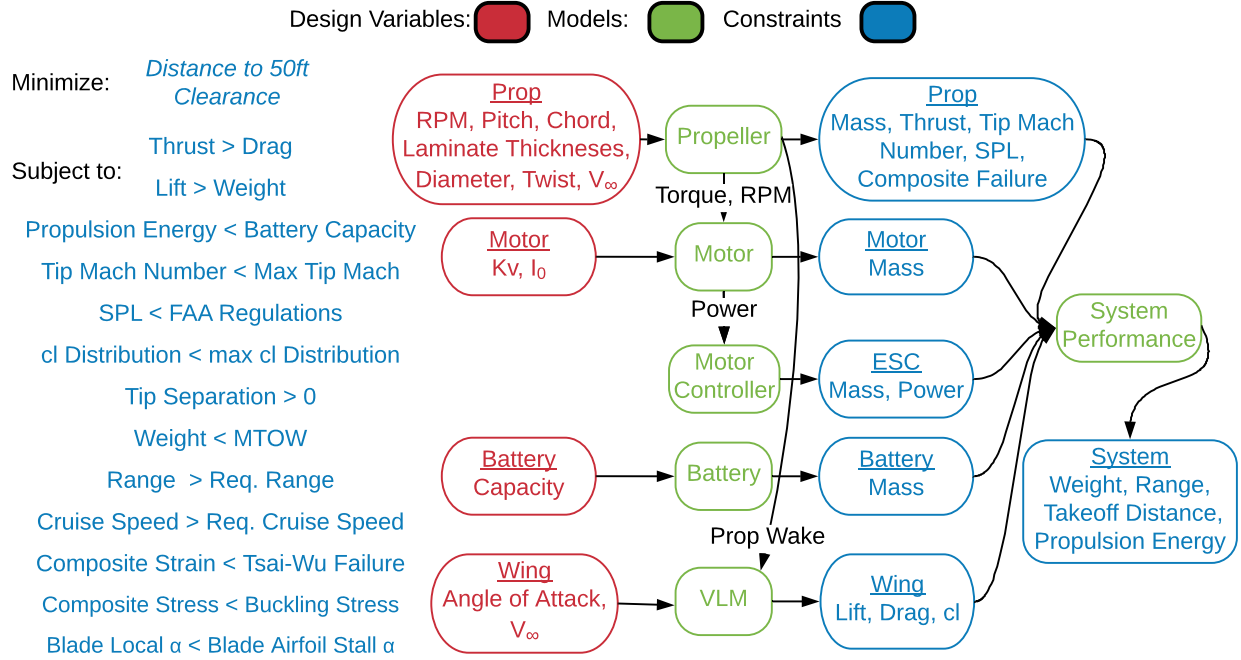 Design Variables: Models: Constraints
Minimize: Distance to 50ft
Clearance
Subject to:
Thrust > Drag
Lift > Weight
Propulsion Energy < Battery Capacity
Tip Mach Number < Max Tip Mach
SPL < FAA Regulations
cl Distribution < max cl Distribution
Tip Separation > 0
Weight < MTOW
Range > Req. Range
Cruise Speed > Req. Cruise Speed
Composite Strain < Tsai-Wu Failure
Composite Stress < Buckling Stress
Blade Local α < Blade Airfoil Stall α
Prop
RPM, Pitch, Chord,
Laminate Thickneses,
Diameter, Twist, V∞
Propeller
Prop
Mass, Thrust, Tip Mach
Number, SPL,
Composite Failure
Torque, RPM
Motor
Kv, I₀
Motor
Motor
Mass
Power
Motor
Controller
ESC
Mass, Power
System
Performance
Battery
Capacity
Battery
Battery
Mass
System
Weight, Range,
Takeoff Distance,
Propulsion Energy
Prop Wake
Wing
Angle of Attack,
V∞
VLM
Wing
Lift, Drag, cl